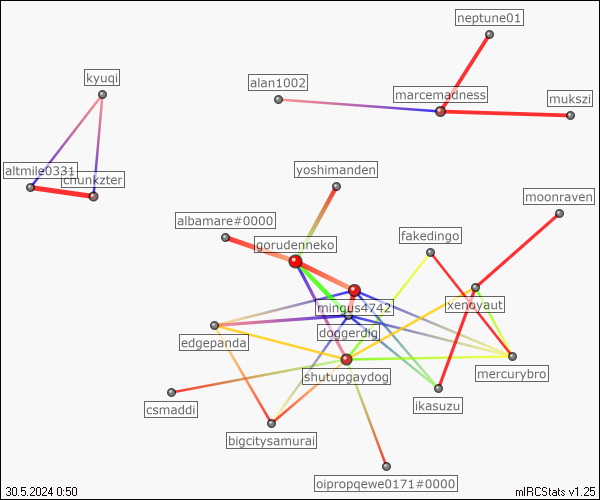 neptune01
kyuqi
alan1002
marcemadness
mukszi
altmile0331
chunkzter
yoshimanden
moonraven
albamare#0000
fakedingo
gorudenneko
xenoyaut
mingus4742
doggerdig
edgepanda
shutupgaydog
mercurybro
csmaddi
ikasuzu
bigcitysamurai
oipropqewe0171#0000
30.5.2024 0:50
mIRCStats v1.25